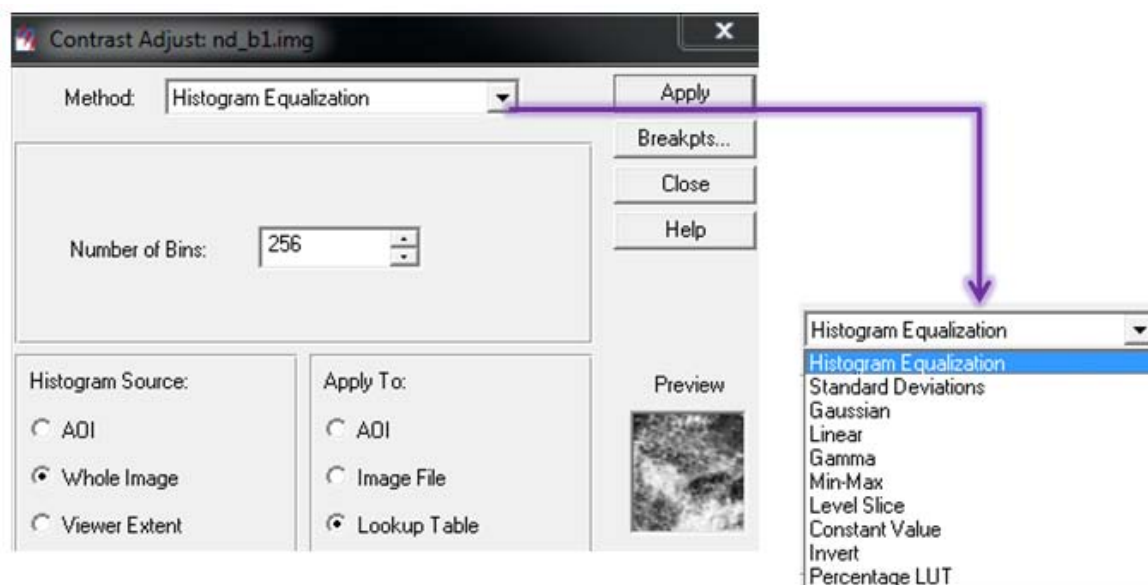 Contrast Adjust: nd_b1.img
x
Method: Histogram Equalization
Apply
Breakpts...
Close
Help
Number of Bins: 256
Histogram Source:
AOI
Whole Image
Viewer Extent
Apply To:
AOI
Image File
Lookup Table
Preview
Histogram Equalization
Histogram Equalization
Standard Deviations
Gaussian
Linear
Gamma
Min-Max
Level Slice
Constant Value
Invert
Percentage LUT